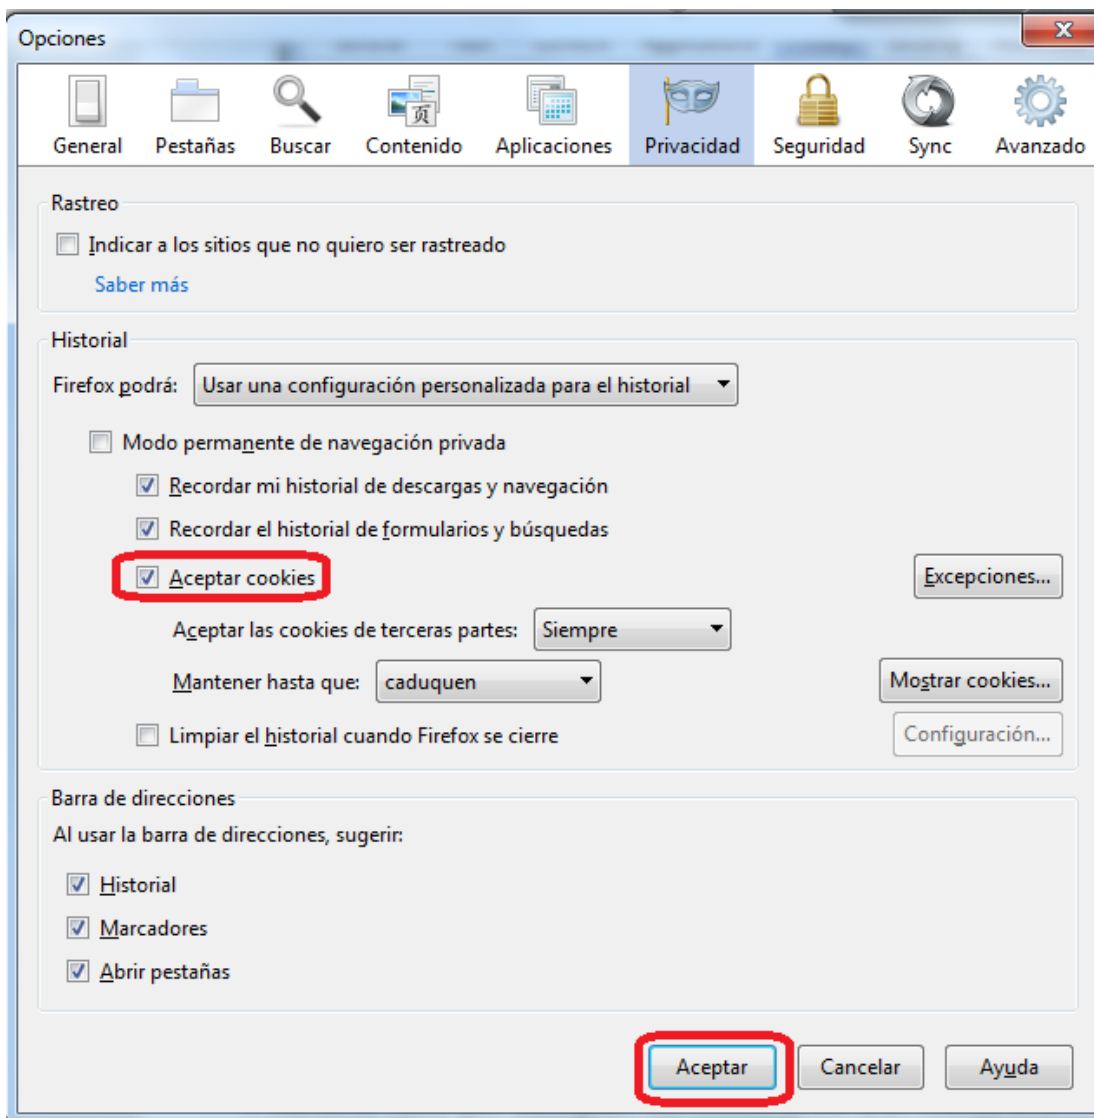 Opciones
General Pestañas Buscar Contenido Aplicaciones Privacidad Seguridad Sync Avanzado
页
Rastreo
Indicar a los sitios que no quiero ser rastreado
Saber más
Historial
Firefox podrá: Usar una configuración personalizada para el historial
Modo permanente de navegación privada
Recordar mi historial de descargas y navegación
Recordar el historial de formularios y búsquedas
Aceptar cookies Excepciones...
Aceptar las cookies de terceras partes: Siempre
Mantener hasta que: caduquen Mostrar cookies...
Limpiar el historial cuando Firefox se cierre Configuración...
Barra de direcciones
Al usar la barra de direcciones, sugerir:
Historial
Marcadores
Abrir pestañas
Aceptar Cancelar Ayuda